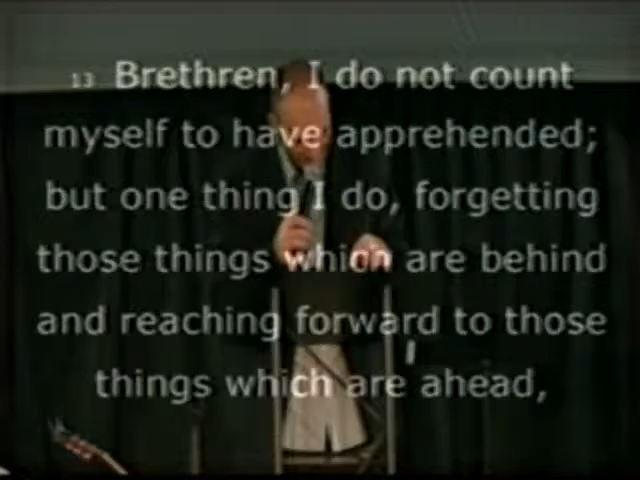 13 Brethren, I do not count
myself to have apprehended;
but one thing I do, forgetting
those things which are behind
and reaching forward to those
things which are ahead,